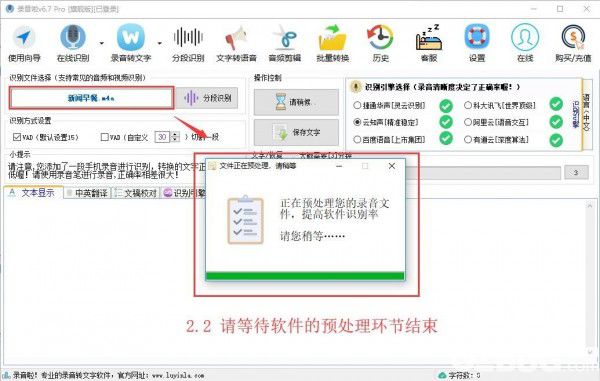 录音啦v6.7 Pro [旗舰版][已登录]
使用向导 在线识别 录音转文字 分段识别 文字转语音 音频剪辑 批量转换 历史 客服 设置 在线 购买/充值
识别文件选择 (支持常见的音频和视频识别)
新闻早餐.m4a 分段识别
操作控制
请稍候..
保存文字
识别引擎选择 (录音清晰度决定了正确率喔! )
捷通华声[灵云识别] 科大讯飞[世界顶级]
云知声[精准稳定] 阿里云[语音交互]
百度语音[上市集团] 有道云[深度算法]
识别引擎
语言(中文)
识别方式设置
VAD (默认设置15) VAD (自定义 30 ) 切割一段
小提示
请注意,您添加了一段手机录音进行识别,转换的文字正
低喔! 请使用录音笔进行录音,正确率相差很大!
3
文本显示 中英翻译 文稿校对 识别引擎
文件正在预处理, 请稍等
正在预处理您的录音文
件, 提高软件识别率
请您稍等......
2.2 请等待软件的预处理环节结束
录音啦! 专业的录音转文字软件, 官方网址: www.luyinla.com
字符数: 0